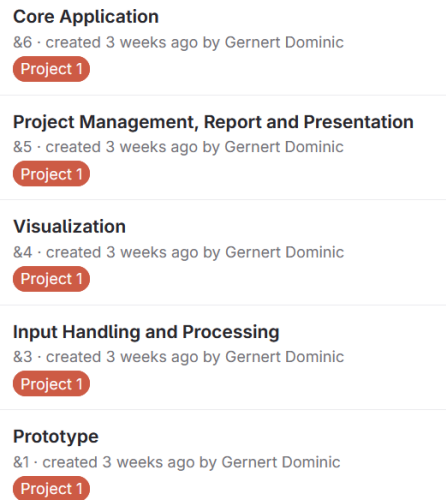 Core Application
&6 · created 3 weeks ago by Gernert Dominic
Project 1
Project Management, Report and Presentation
&5 · created 3 weeks ago by Gernert Dominic
Project 1
Visualization
&4 · created 3 weeks ago by Gernert Dominic
Project 1
Input Handling and Processing
&3 · created 3 weeks ago by Gernert Dominic
Project 1
Prototype
&1 · created 3 weeks ago by Gernert Dominic
Project 1